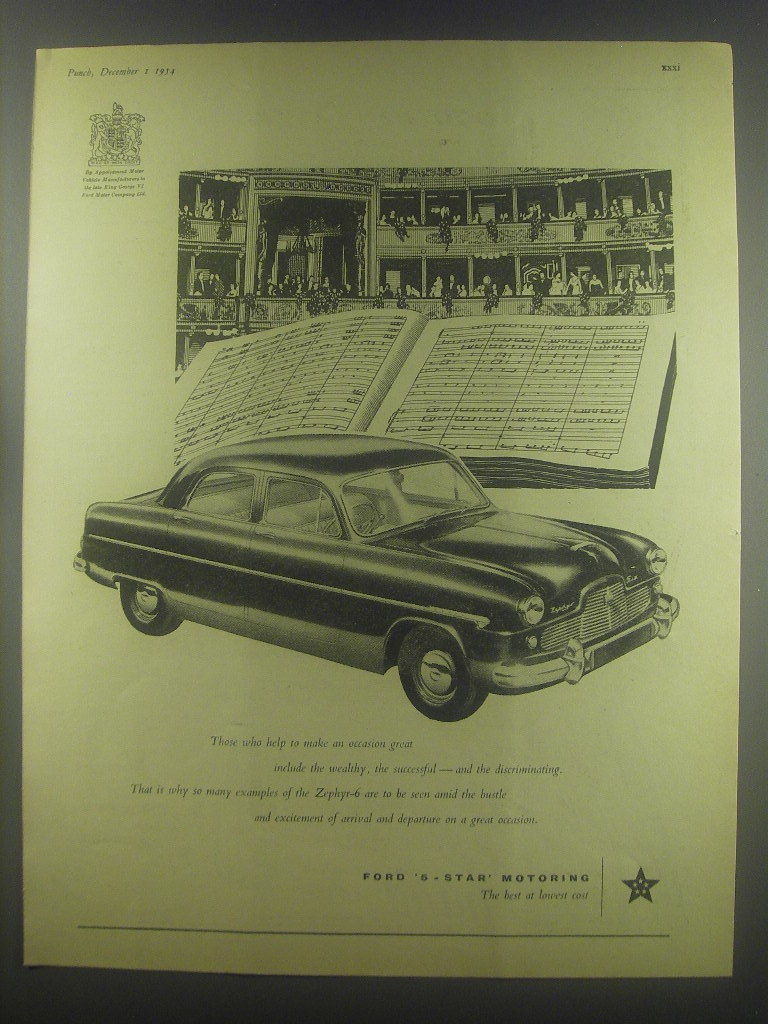 Punch, December 1 1954
xxxi
By Appointment Motor
Vehicle Manufacturers to
the late King George VI
Ford Motor Company Ltd.
Zephyr
Six
Those who help to make an occasion great
include the wealthy, the successful — and the discriminating.
That is why so many examples of the Zephyr-6 are to be seen amid the bustle
and excitement of arrival and departure on a great occasion.
FORD '5-STAR' MOTORING
The best at lowest cost